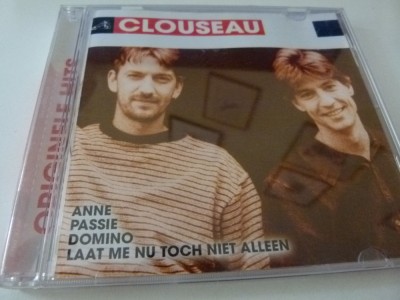 CLOUSEAU
ORIGINELE HITS
ANNE
PASSIE
DOMINO
LAAT ME NU TOCH NIET ALLEEN